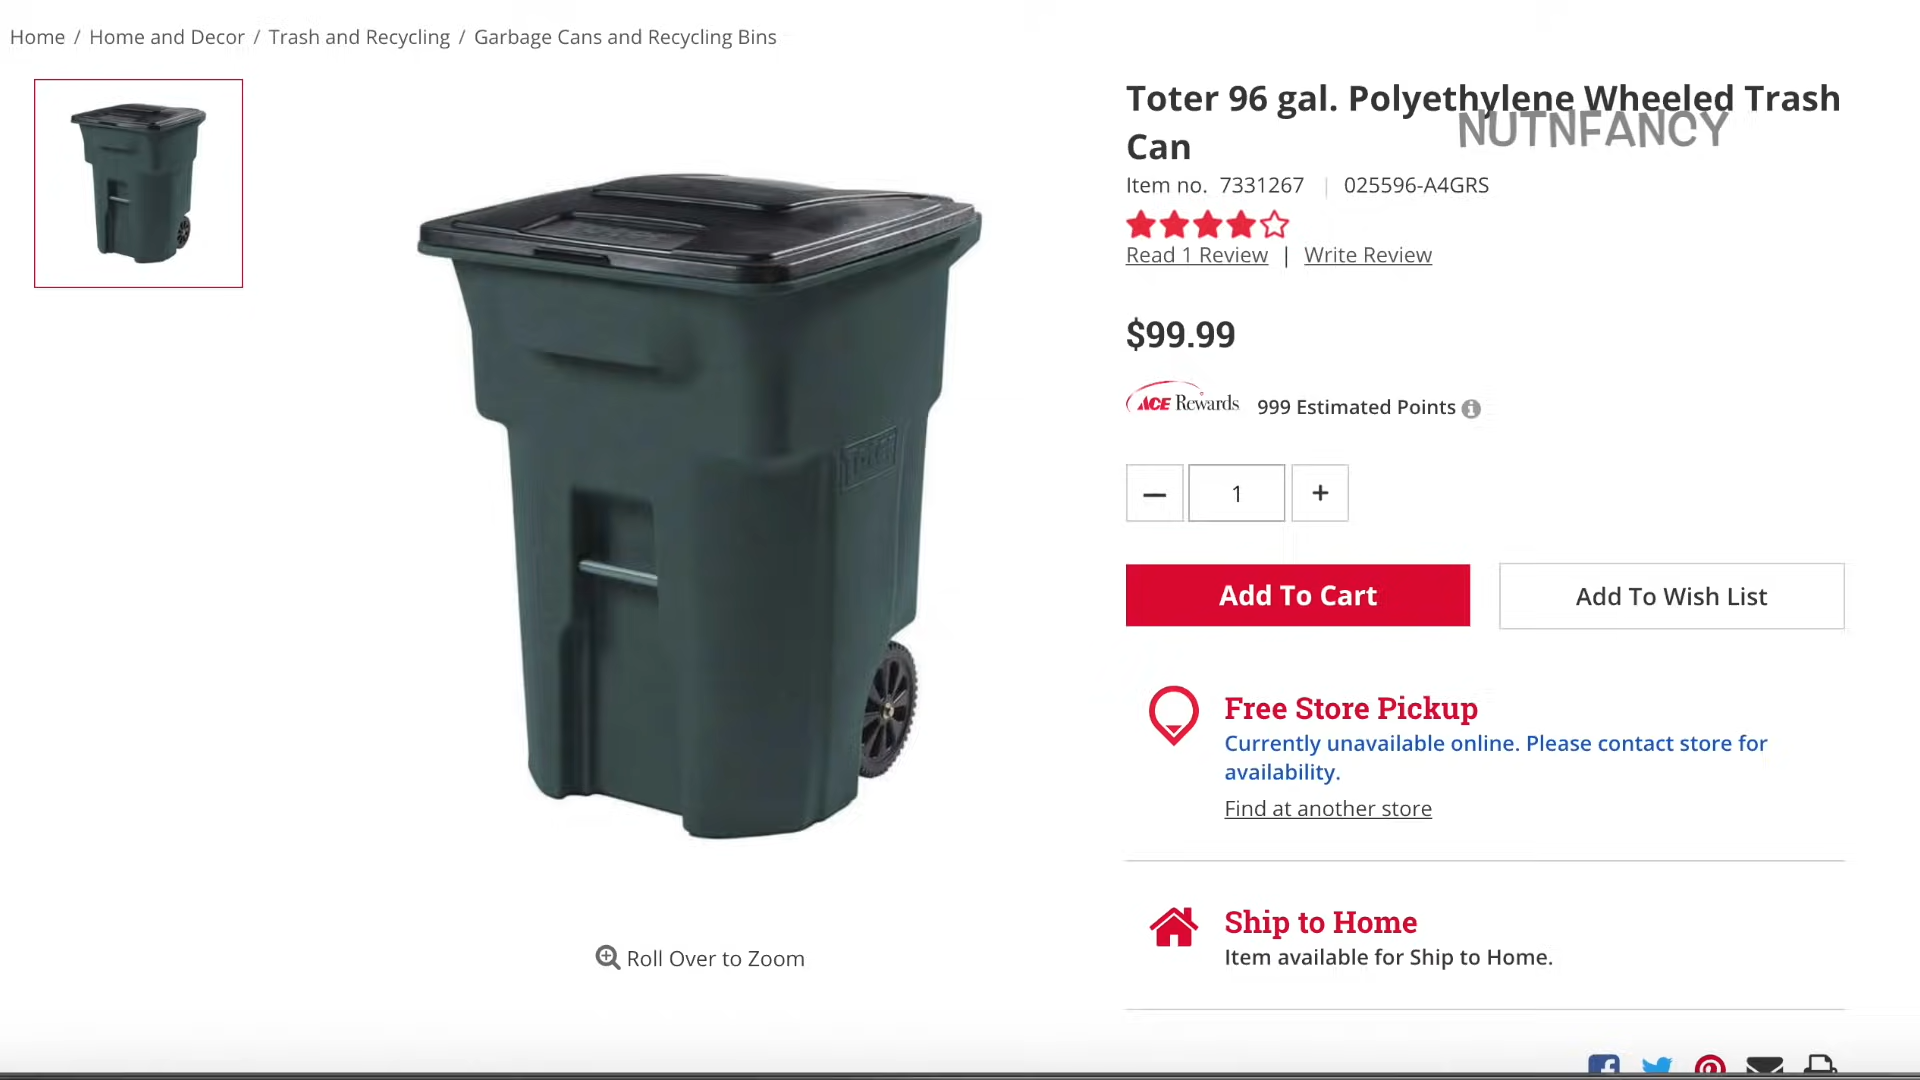 Home / Home and Decor / Trash and Recycling / Garbage Cans and Recycling Bins
Toter 96 gal. Polyethylene Wheeled Trash
Can
NUTNFANCY
Item no. 7331267 | 025596-A4GRS
Read 1 Review | Write Review
$99.99
ACE Rewards 999 Estimated Points
1
Add To Cart
Add To Wish List
Free Store Pickup
Currently unavailable online. Please contact store for
availability.
Find at another store
Ship to Home
Item available for Ship to Home.
Toter
Roll Over to Zoom